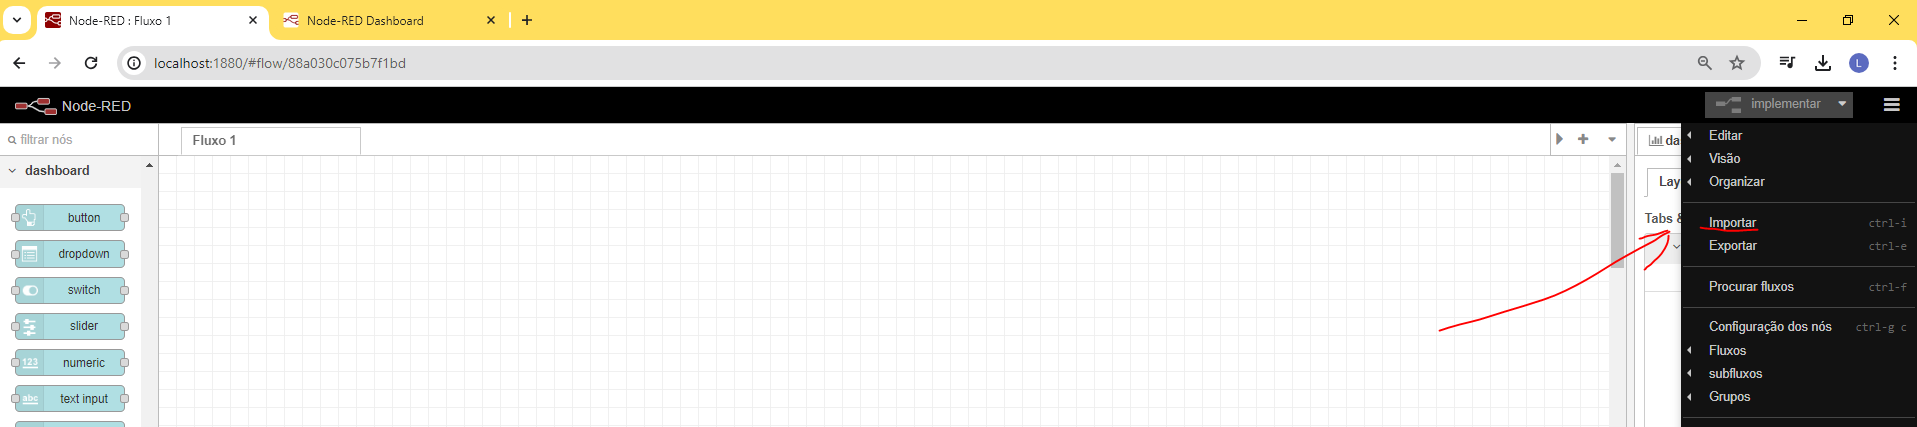 Node-RED : Fluxo 1
Node-RED Dashboard
localhost:1880/#flow/88a030c075b7f1bd
L
Node-RED
implementar
filtrar nós
Fluxo 1
da
Editar
Visão
Organizar
Lay
Tabs &
Importar ctrl-i
Exportar ctrl-e
Procurar fluxos ctrl-f
Configuração dos nós ctrl-g c
Fluxos
subfluxos
Grupos
dashboard
button
dropdown
switch
slider
123 numeric
abc text input